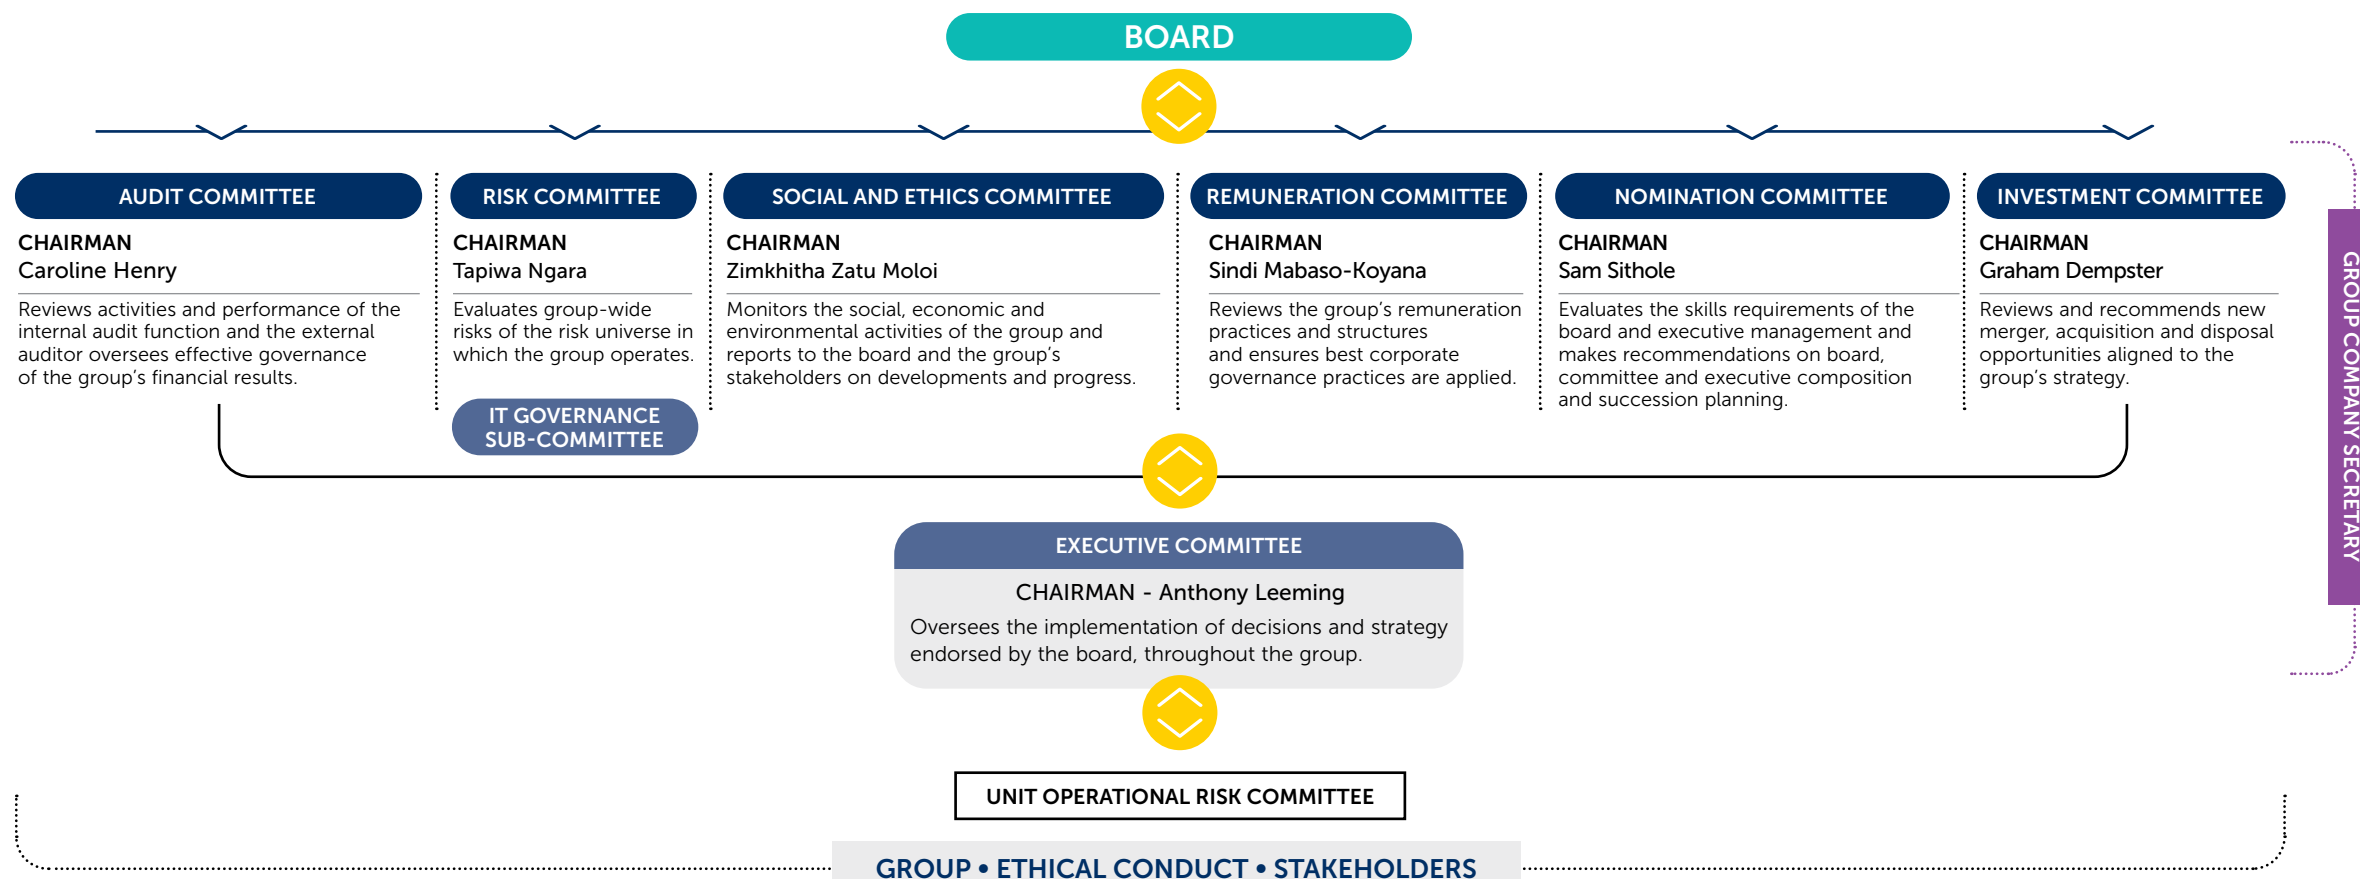 BOARD
AUDIT COMMITTEE
CHAIRMAN
Caroline Henry
Reviews activities and performance of the
internal audit function and the external
auditor oversees effective governance
of the group's financial results.
RISK COMMITTEE
CHAIRMAN
Tapiwa Ngara
Evaluates group-wide
risks of the risk universe in
which the group operates.
IT GOVERNANCE
SUB-COMMITTEE
SOCIAL AND ETHICS COMMITTEE
CHAIRMAN
Zimkhitha Zatu Moloi
Monitors the social, economic and
environmental activities of the group and
reports to the board and the group's
stakeholders on developments and progress.
REMUNERATION COMMITTEE
CHAIRMAN
Sindi Mabaso-Koyana
Reviews the group's remuneration
practices and structures
and ensures best corporate
governance practices are applied.
NOMINATION COMMITTEE
CHAIRMAN
Sam Sithole
Evaluates the skills requirements of the
board and executive management and
makes recommendations on board,
committee and executive composition
and succession planning.
INVESTMENT COMMITTEE
CHAIRMAN
Graham Dempster
Reviews and recommends new
merger, acquisition and disposal
opportunities aligned to the
group's strategy.
GROUP COMPANY SECRETARY
EXECUTIVE COMMITTEE
CHAIRMAN - Anthony Leeming
Oversees the implementation of decisions and strategy
endorsed by the board, throughout the group.
UNIT OPERATIONAL RISK COMMITTEE
GROUP • ETHICAL CONDUCT • STAKEHOLDERS